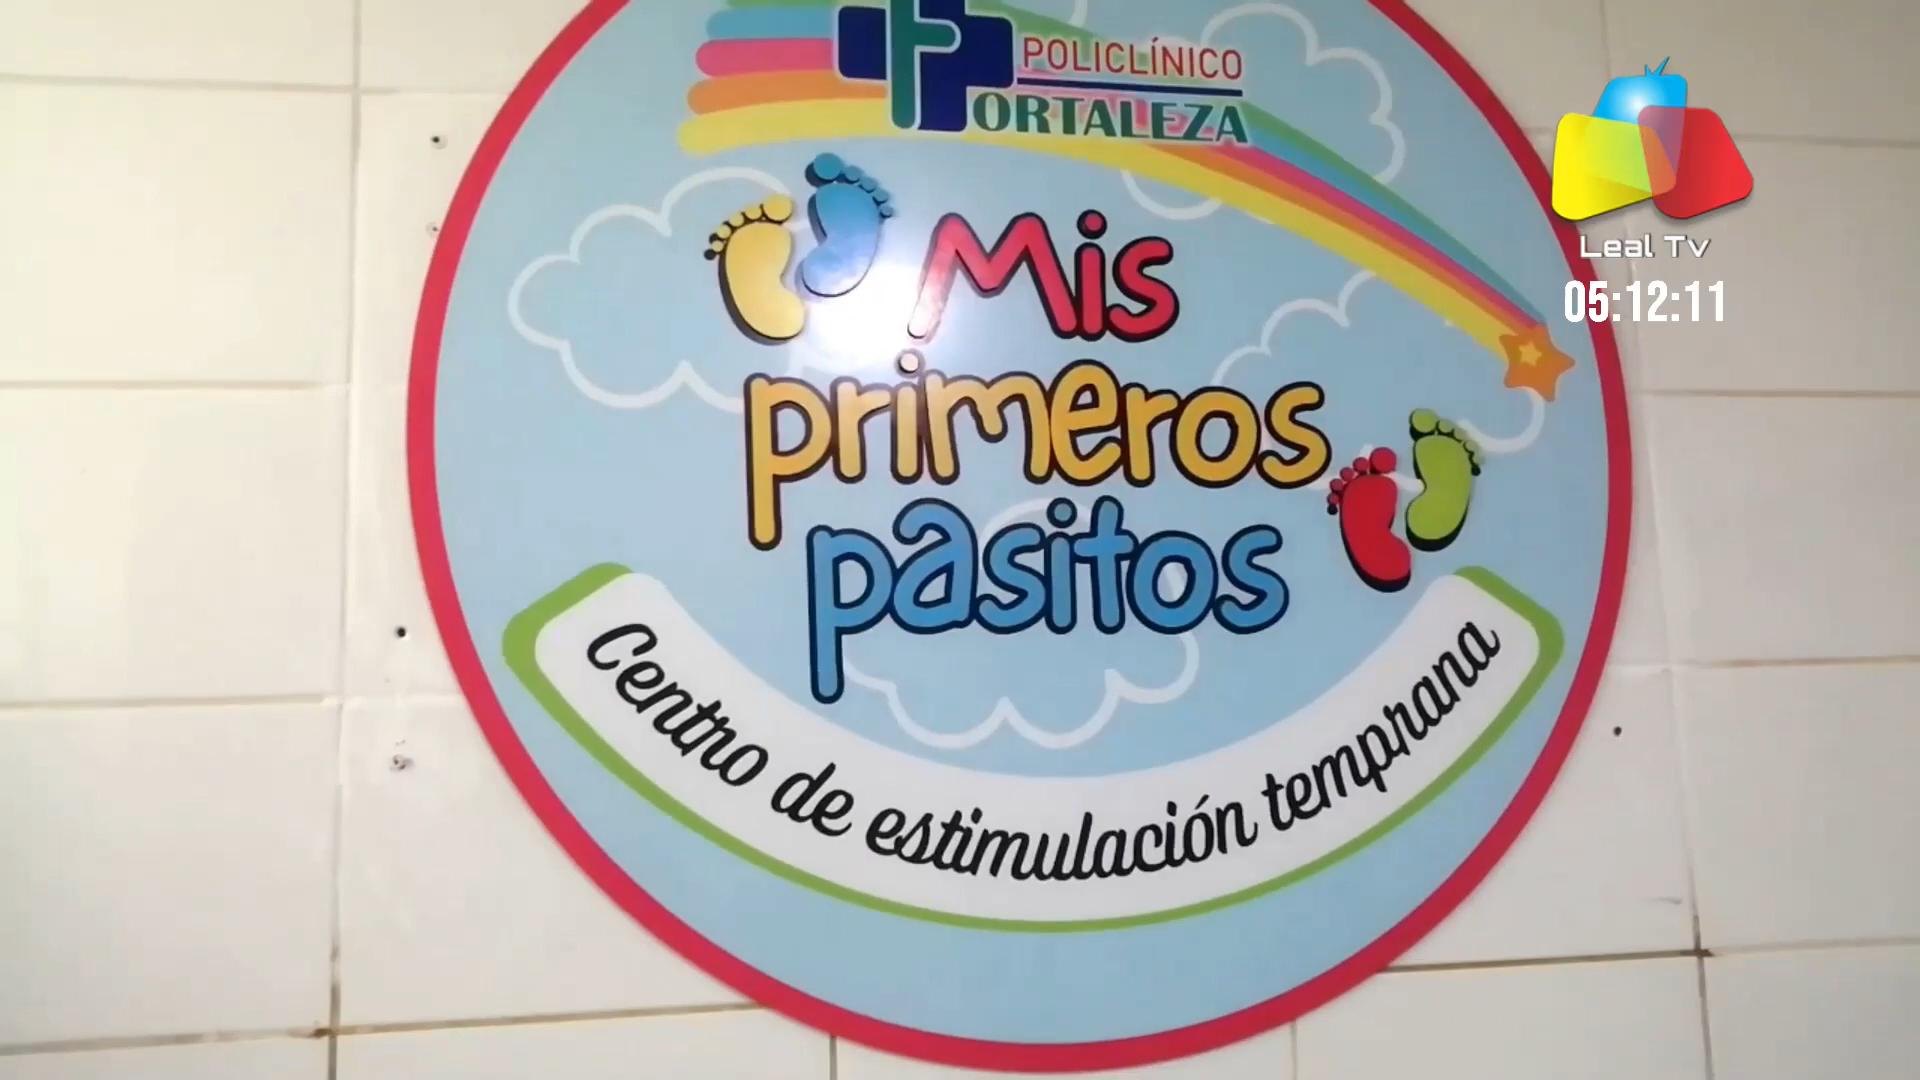 POLICLÍNICO
FORTALEZA
Mis
primeros
pasitos
Centro de estimulación temprana
Leal Tv
05:12:11